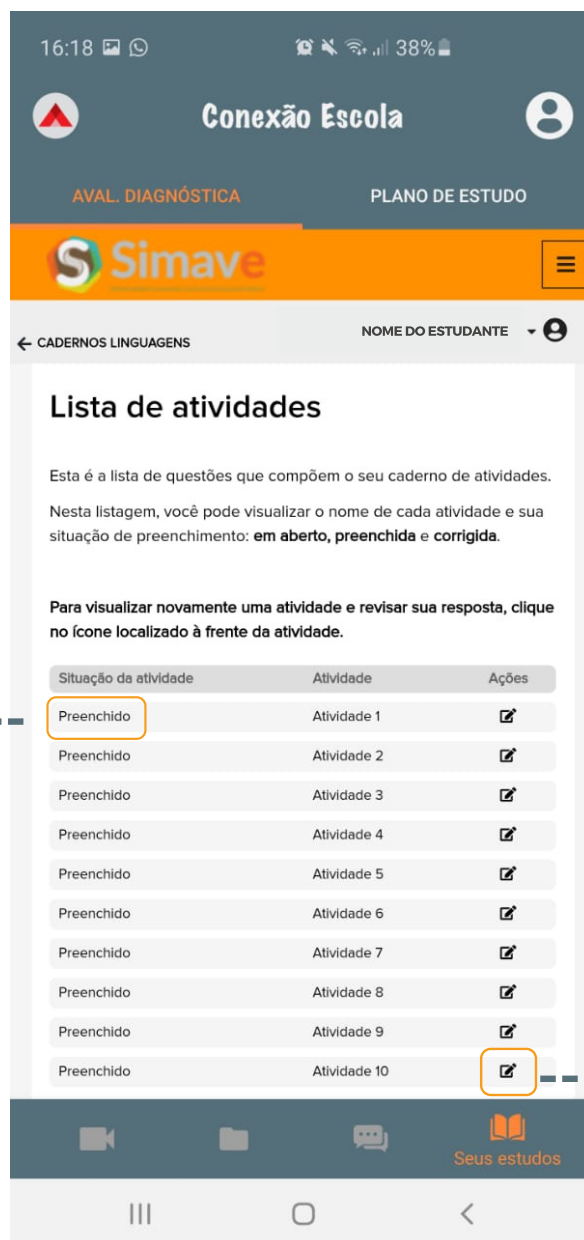 16:18 38%
Conexão Escola
AVAL. DIAGNÓSTICA PLANO DE ESTUDO
Simave
CADERNOS LINGUAGENS NOME DO ESTUDANTE
Lista de atividades
Esta é a lista de questões que compõem o seu caderno de atividades.
Nesta listagem, você pode visualizar o nome de cada atividade e sua
situação de preenchimento: em aberto, preenchida e corrigida.
Para visualizar novamente uma atividade e revisar sua resposta, clique
no ícone localizado à frente da atividade.
Situação da atividade Atividade Ações
Preenchido Atividade 1
Preenchido Atividade 2
Preenchido Atividade 3
Preenchido Atividade 4
Preenchido Atividade 5
Preenchido Atividade 6
Preenchido Atividade 7
Preenchido Atividade 8
Preenchido Atividade 9
Preenchido Atividade 10
Seus estudos